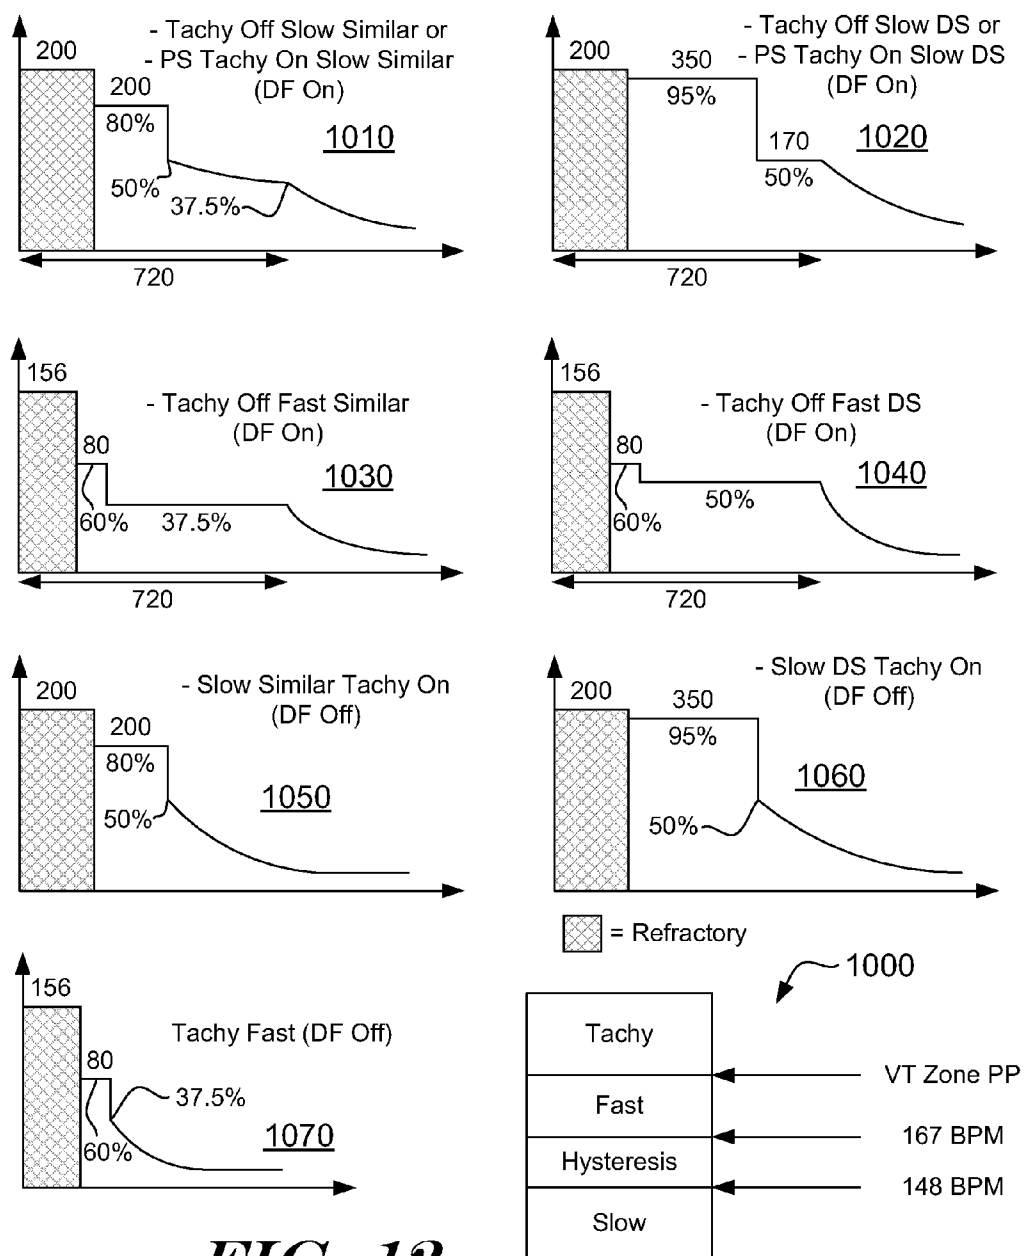 - Tachy Off Slow Similar or
- PS Tachy On Slow Similar
(DF On)
200
200
80%
1010
50%
37.5%
720
- Tachy Off Slow DS or
- PS Tachy On Slow DS
(DF On)
200
350
95%
170
1020
50%
720
156
- Tachy Off Fast Similar
(DF On)
80
1030
60%
37.5%
720
156
- Tachy Off Fast DS
(DF On)
80
1040
60%
50%
720
200
- Slow Similar Tachy On
(DF Off)
200
80%
1050
50%
200
- Slow DS Tachy On
(DF Off)
350
95%
1060
50%
= Refractory
156
Tachy Fast (DF Off)
80
37.5%
60%
1070
1000
Tachy
VT Zone PP
Fast
167 BPM
Hysteresis
148 BPM
Slow